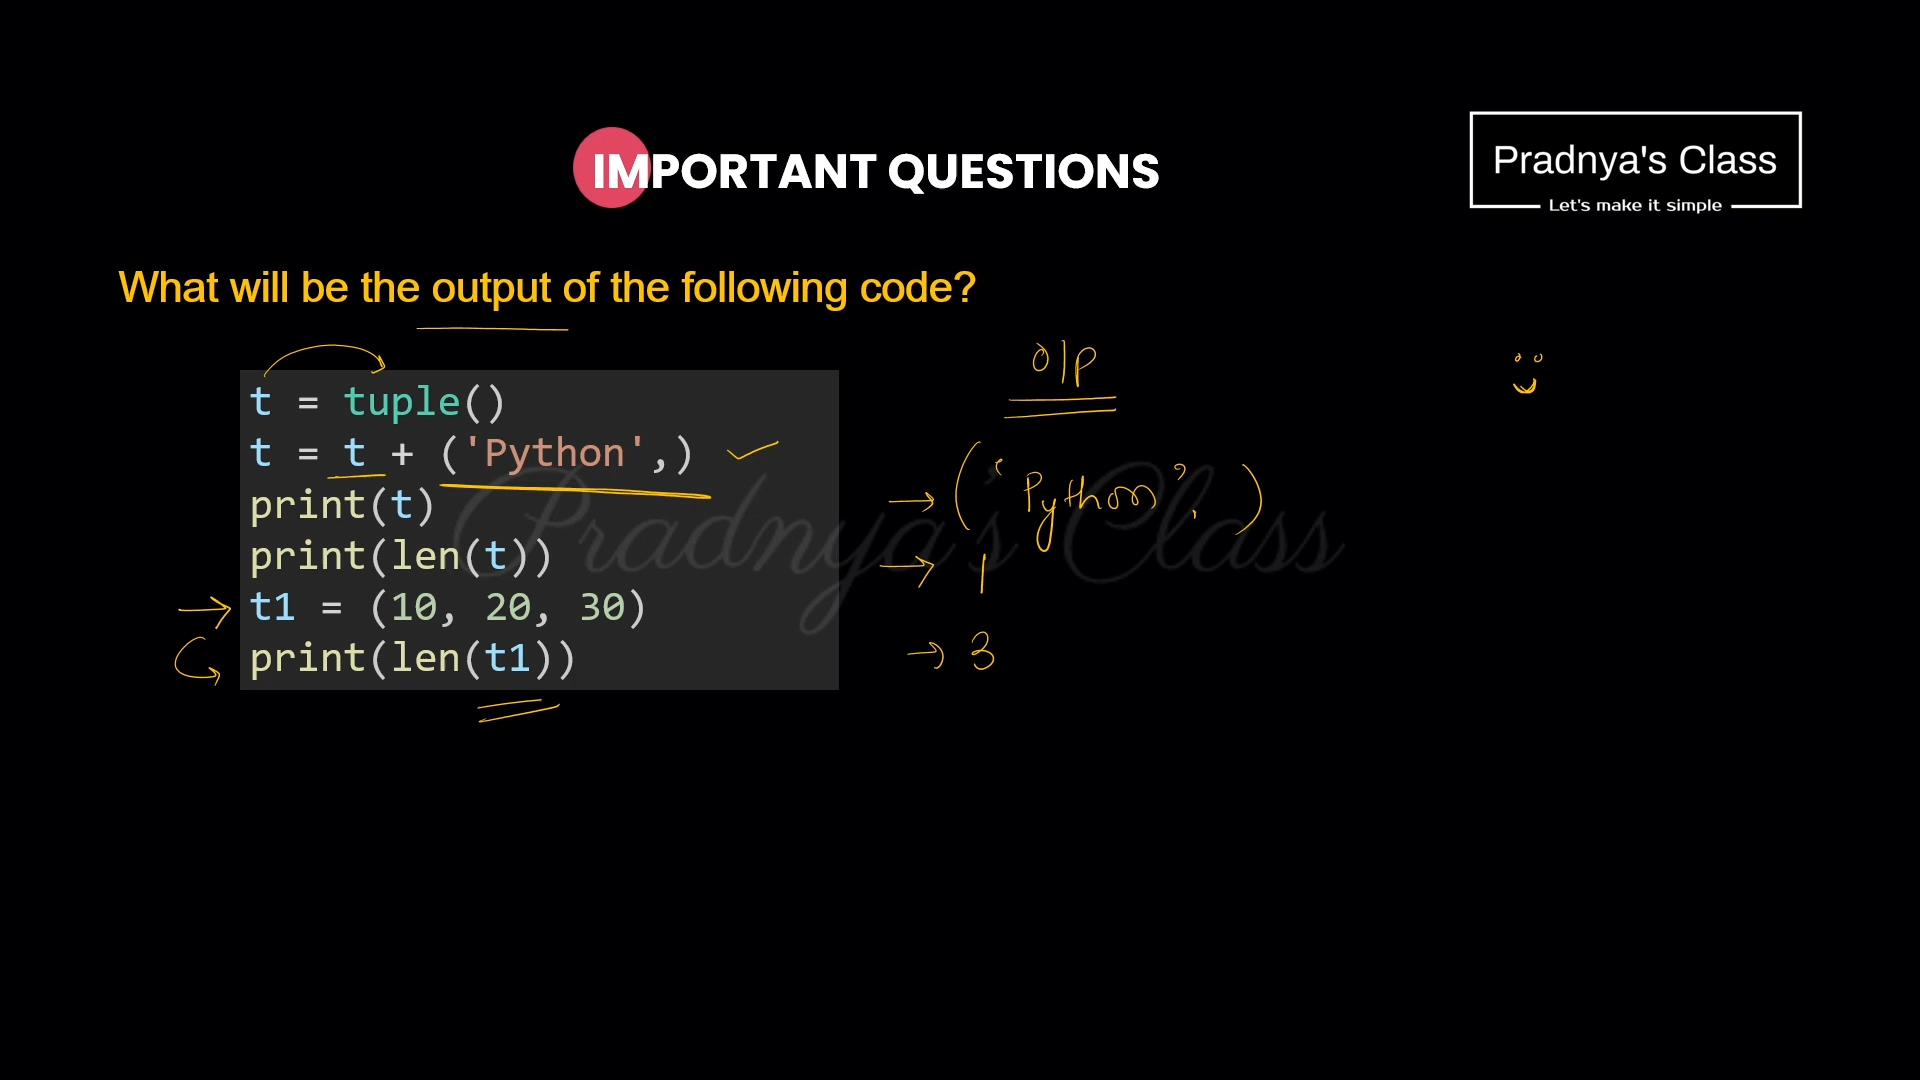 IMPORTANT QUESTIONS
Pradnya's Class
Let's make it simple
What will be the output of the following code?
o/p
t = tuple()
t = t + ('Python',)
print(t)
print(len(t))
t1 = (10, 20, 30)
print(len(t1))
('Python',)
1
3
Pradnya's Class